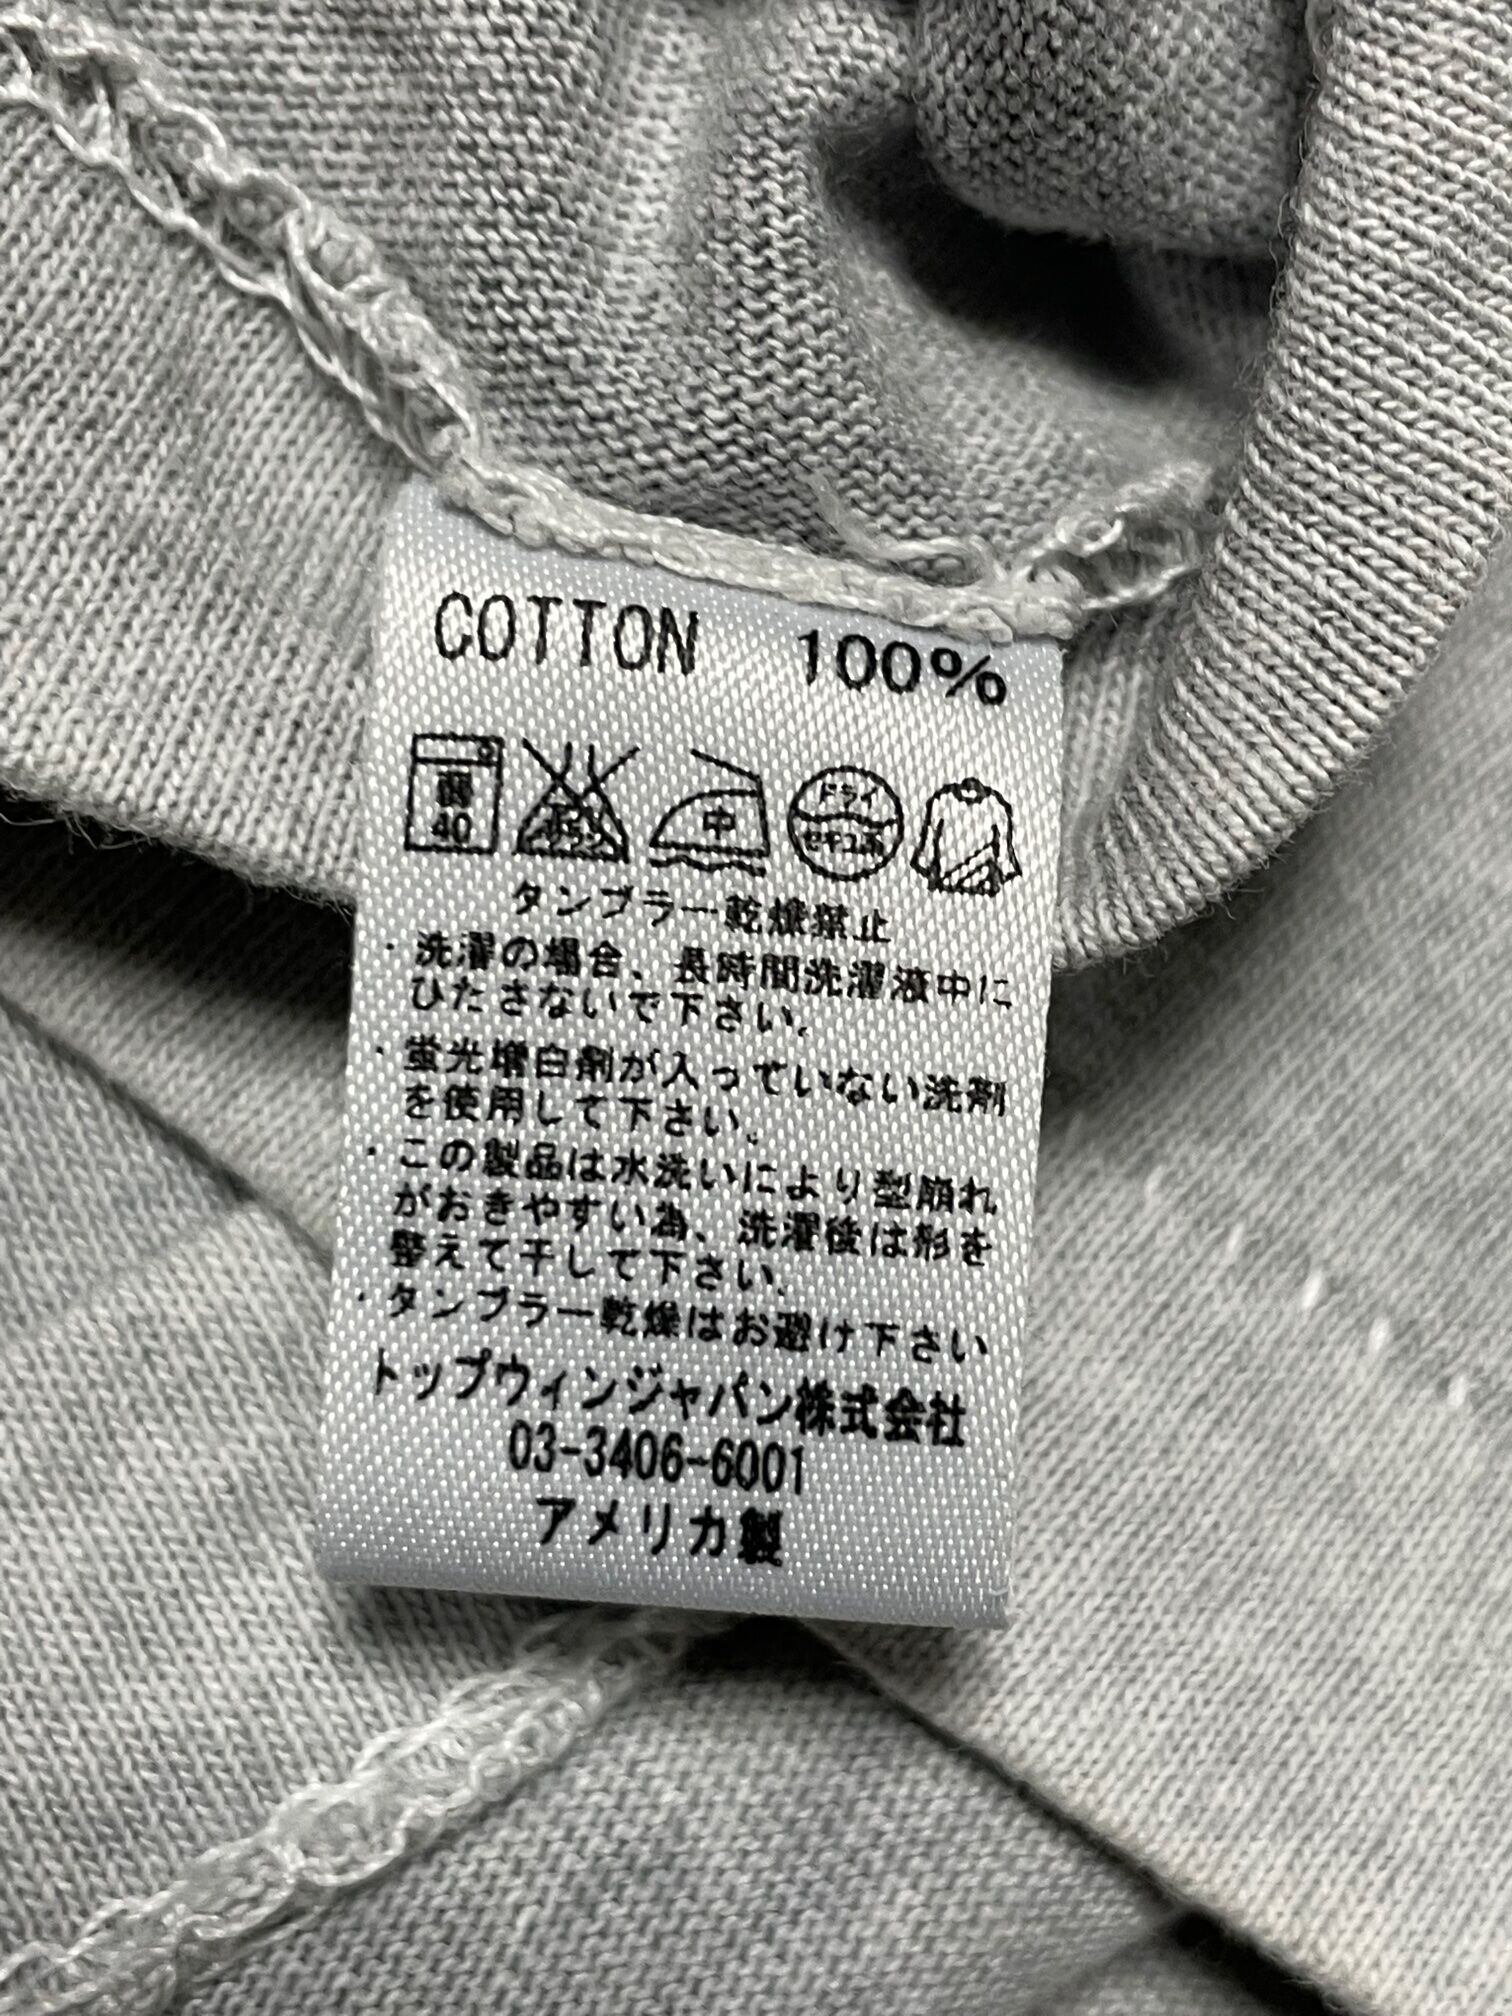 COTTON 100%
弱 40 エンソ サラシ 中 ドライ セキユ系
タンブラー乾燥禁止
・洗濯の場合、長時間洗濯液中に
ひたさないで下さい。
・蛍光増白剤が入っていない洗剤
を使用して下さい。
・この製品は水洗いにより型崩れ
がおきやすい為、洗濯後は形を
整えて干して下さい。
・タンブラー乾燥はお避け下さい
トップウィンジャパン株式会社
03-3406-6001
アメリカ製